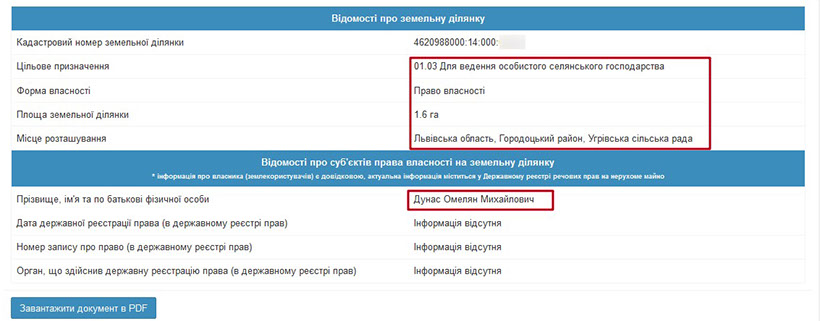 Відомості про земельну ділянку
Кадастровий номер земельної ділянки 4620988000:14:000:
Цільове призначення 01.03 Для ведення особистого селянського господарства
Форма власності Право власності
Площа земельної ділянки 1.6 га
Місце розташування Львівська область, Городоцький район, Угрівська сільська рада
Відомості про суб'єктів права власності на земельну ділянку
* інформація про власника (землекористувачів) є довідковою, актуальна інформація міститься у Державному реєстрі речових прав на нерухоме майно
Прізвище, ім'я та по батькові фізичної особи Дунас Омелян Михайлович
Дата державної реєстрації права (в державному реєстрі прав) Інформація відсутня
Номер запису про право (в державному реєстрі прав) Інформація відсутня
Орган, що здійснив державну реєстрацію права (в державному реєстрі прав) Інформація відсутня
Завантажити документ в PDF